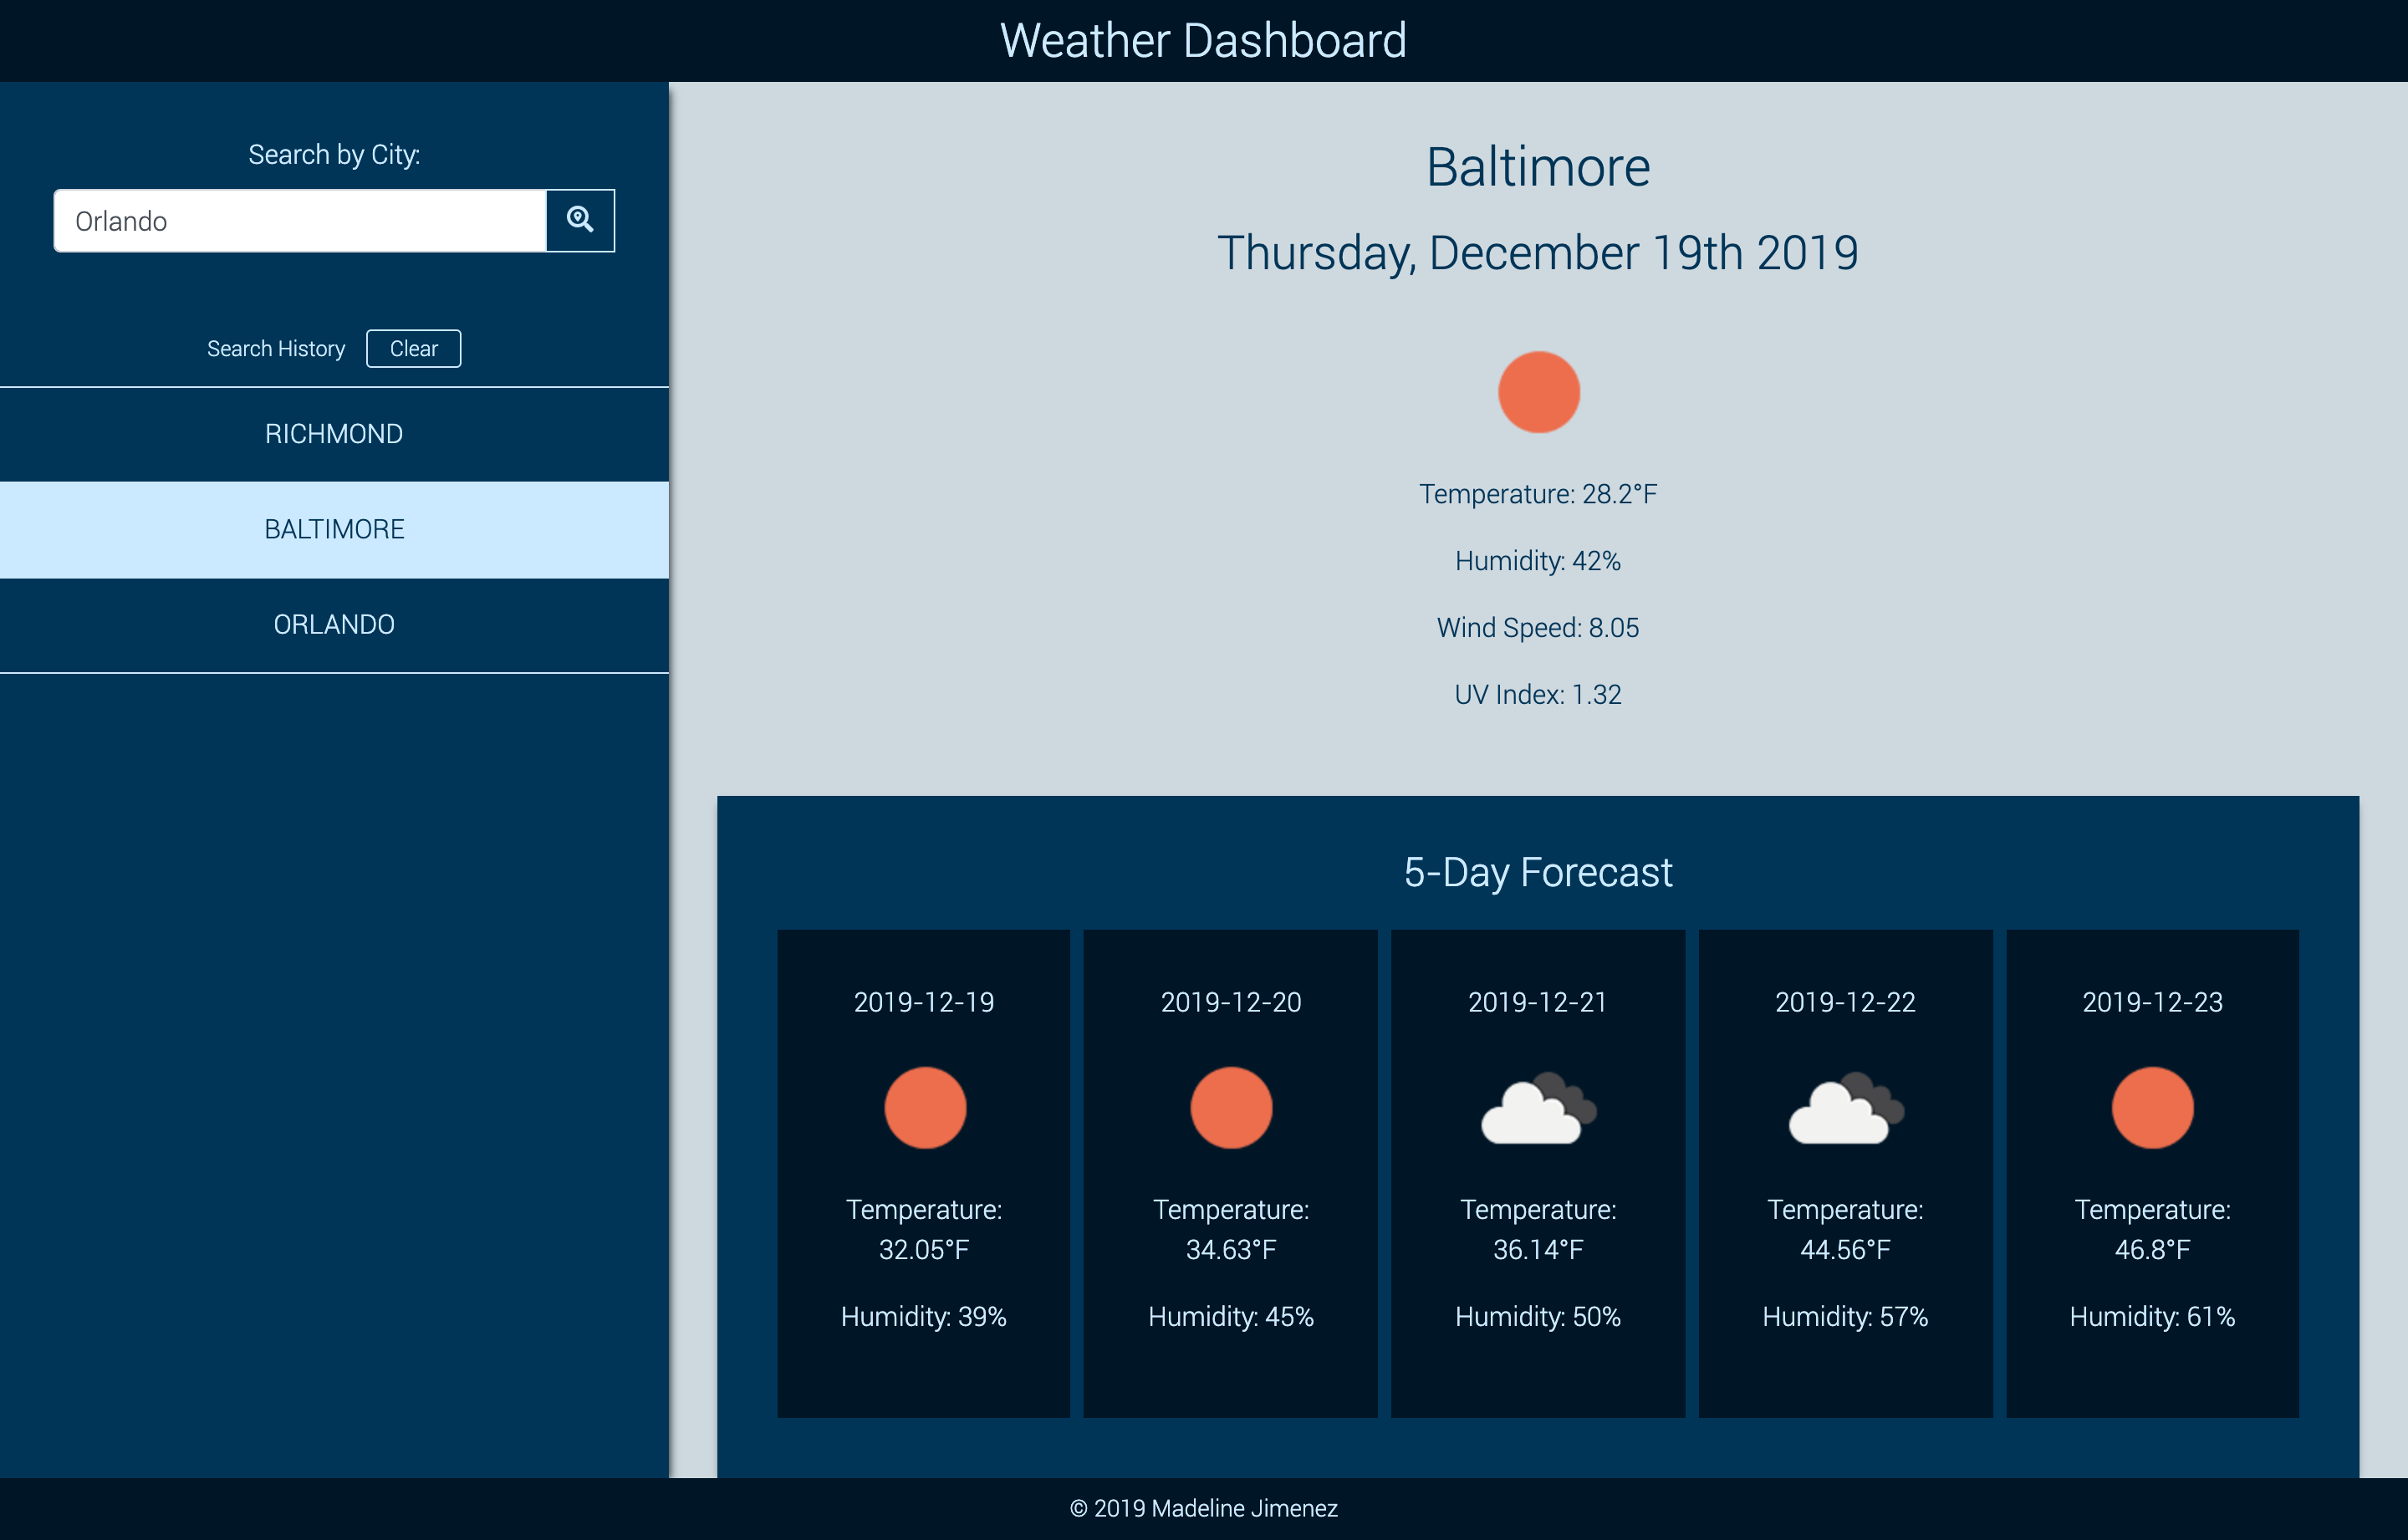 Weather Dashboard
Search by City:
Orlando
Search History
Clear
RICHMOND
BALTIMORE
ORLANDO
Baltimore
Thursday, December 19th 2019
Temperature: 28.2°F
Humidity: 42%
Wind Speed: 8.05
UV Index: 1.32
5-Day Forecast
2019-12-19
Temperature:
32.05°F
Humidity: 39%
2019-12-20
Temperature:
34.63°F
Humidity: 45%
2019-12-21
Temperature:
36.14°F
Humidity: 50%
2019-12-22
Temperature:
44.56°F
Humidity: 57%
2019-12-23
Temperature:
46.8°F
Humidity: 61%
© 2019 Madeline Jimenez